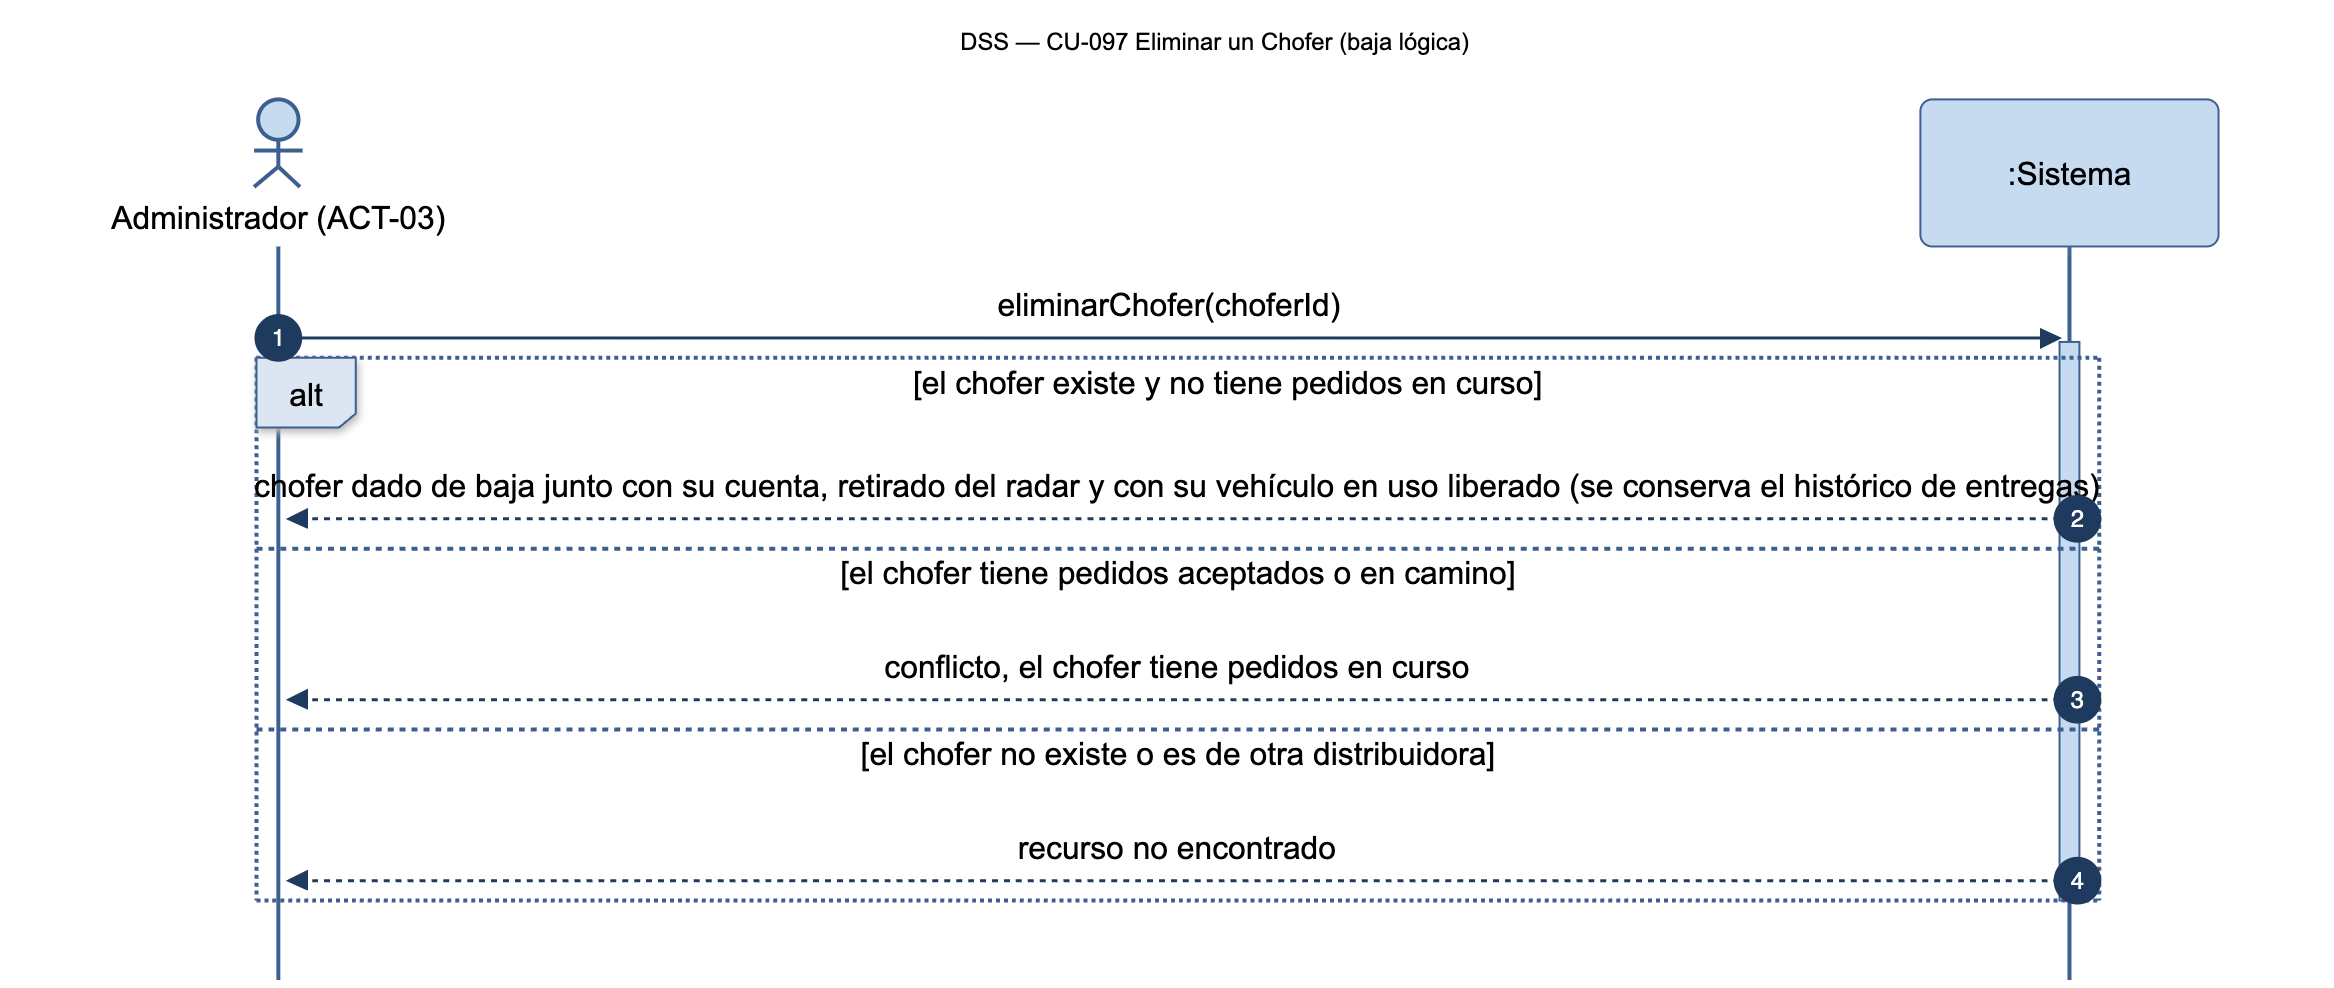 DSS — CU-097 Eliminar un Chofer (baja lógica)
Administrador (ACT-03)
:Sistema
eliminarChofer(choferId)
1
alt
[el chofer existe y no tiene pedidos en curso]
chofer dado de baja junto con su cuenta, retirado del radar y con su vehículo en uso liberado (se conserva el histórico de entregas)
2
[el chofer tiene pedidos aceptados o en camino]
conflicto, el chofer tiene pedidos en curso
3
[el chofer no existe o es de otra distribuidora]
recurso no encontrado
4